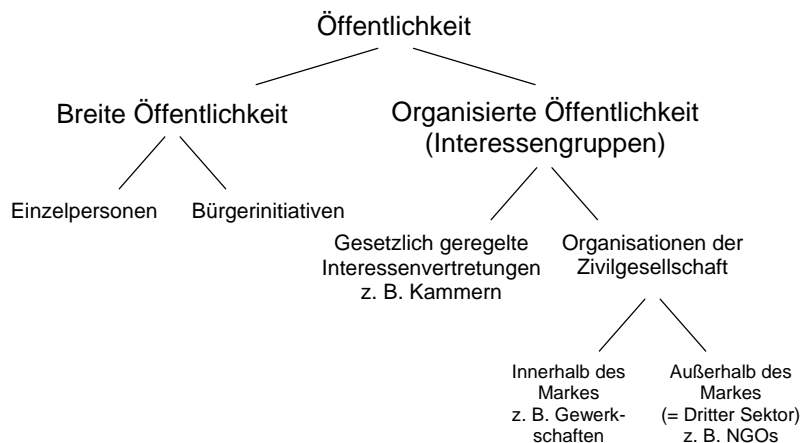 Öffentlichkeit
Breite Öffentlichkeit
Organisierte Öffentlichkeit
(Interessengruppen)
Einzelpersonen
Bürgerinitiativen
Gesetzlich geregelte
Interessenvertretungen
z. B. Kammern
Organisationen der
Zivilgesellschaft
Innerhalb des
Markes
z. B. Gewerk-
schaften
Außerhalb des
Markes
(= Dritter Sektor)
z. B. NGOs